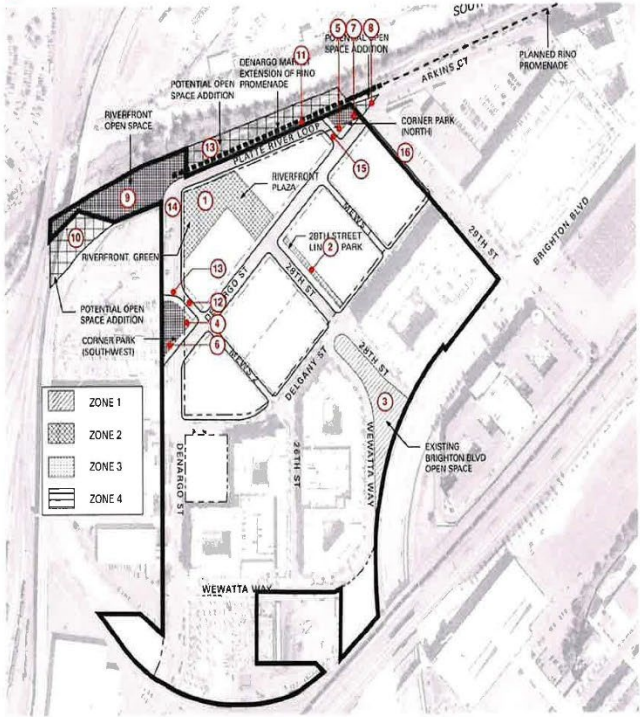 SOUTH
5
7
8
POTENTIAL OPEN
SPACE ADDITION
PLANNED RINO
PROMENADE
11
DENARGO MARKET
EXTENSION OF RINO
PROMENADE
ARKINS CT
POTENTIAL OPEN
SPACE ADDITION
RIVERFRONT
OPEN SPACE
CORNER PARK
(NORTH)
13
PLATTE RIVER LOOP
15
16
RIVERFRONT
PLAZA
9
14
1
MEWS 1
29TH ST
BRIGHTON BLVD
10
RIVERFRONT GREEN
28TH STREET
LINEAR PARK
2
13
28TH ST
12
DENARGO ST
POTENTIAL OPEN
SPACE ADDITION
4
CORNER PARK
(SOUTHWEST)
6
MEWS 2
DELGANY ST
28TH ST
3
ZONE 1
ZONE 2
ZONE 3
ZONE 4
DENARGO ST
26TH ST
WEWATTA WAY
EXISTING
BRIGHTON BLVD
OPEN SPACE
WEWATTA WAY